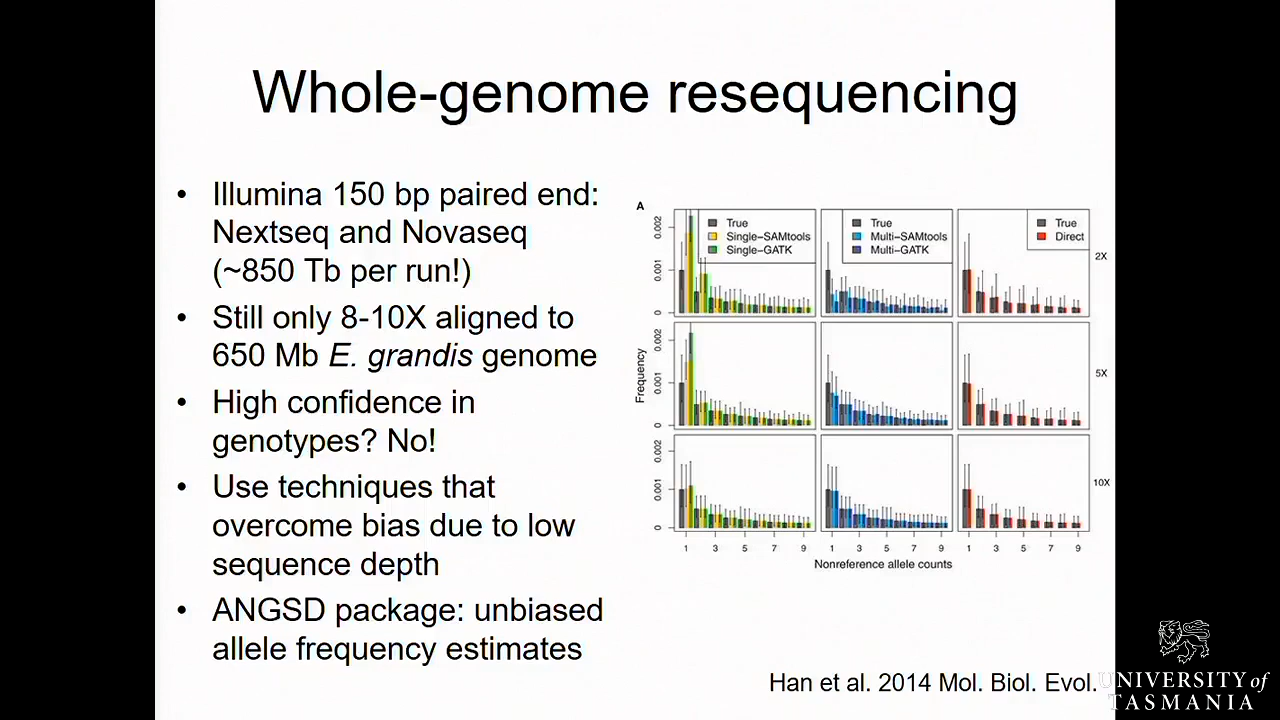 Whole-genome resequencing
• Illumina 150 bp paired end:
Nextseq and Novaseq
(~850 Tb per run!)
• Still only 8-10X aligned to
650 Mb E. grandis genome
• High confidence in
genotypes? No!
• Use techniques that
overcome bias due to low
sequence depth
• ANGSD package: unbiased
allele frequency estimates
A
True
Single-SAMtools
Single-GATK
True
Multi-SAMtools
Multi-GATK
True
Direct
2X
5X
10X
Frequency
0.002
0.001
0
0.002
0.001
0
0.002
0.001
0
1 3 5 7 9
1 3 5 7 9
1 3 5 7 9
Nonreference allele counts
Han et al. 2014 Mol. Biol. Evol.
UNIVERSITY of
TASMANIA